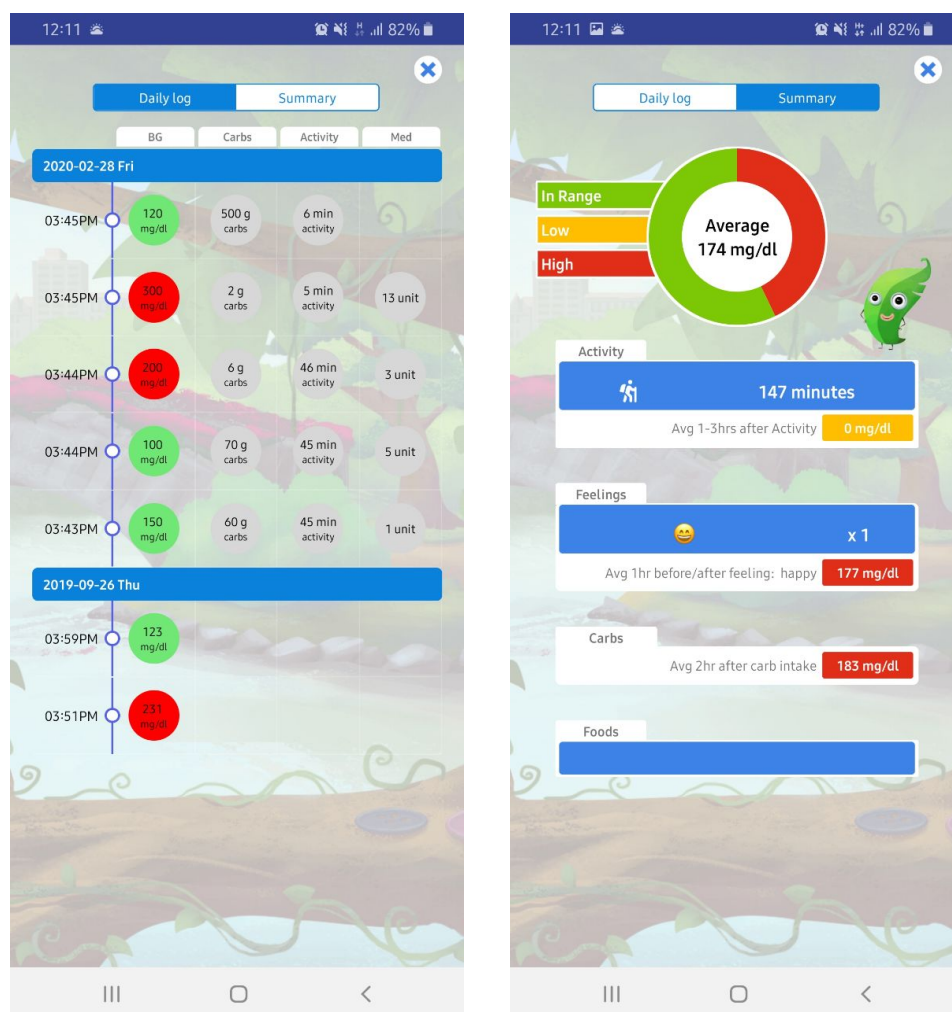 12:11 82%
Daily log Summary
BG Carbs Activity Med
2020-02-28 Fri
03:45PM 120 mg/dl 500 g carbs 6 min activity
03:45PM 300 mg/dl 2 g carbs 5 min activity 13 unit
03:44PM 200 mg/dl 6 g carbs 46 min activity 3 unit
03:44PM 100 mg/dl 70 g carbs 45 min activity 5 unit
03:43PM 150 mg/dl 60 g carbs 45 min activity 1 unit
2019-09-26 Thu
03:59PM 123 mg/dl
03:51PM 231 mg/dl
12:11 82%
Daily log Summary
In Range
Low
High
Average
174 mg/dl
Activity
147 minutes
Avg 1-3hrs after Activity 0 mg/dl
Feelings
x 1
Avg 1hr before/after feeling: happy 177 mg/dl
Carbs
Avg 2hr after carb intake 183 mg/dl
Foods